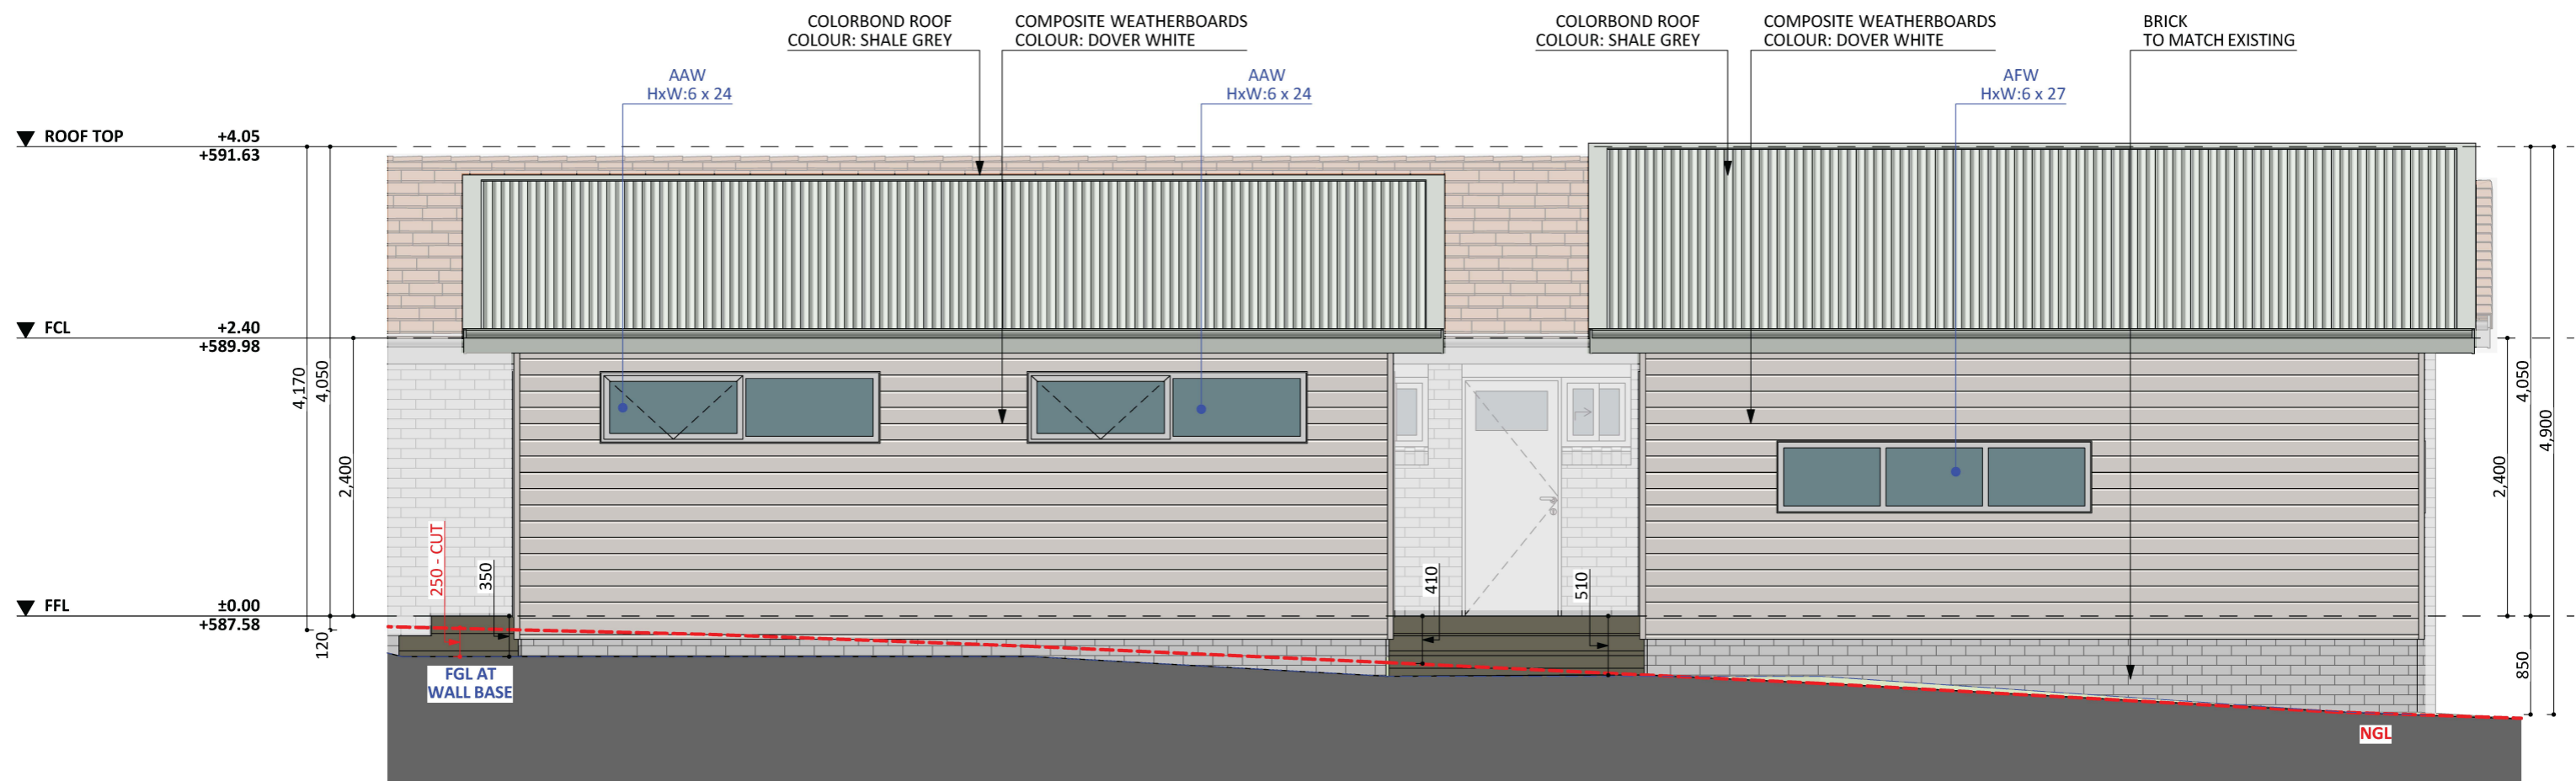 COLORBOND ROOF
COLOUR: SHALE GREY
COMPOSITE WEATHERBOARDS
COLOUR: DOVER WHITE
COLORBOND ROOF
COLOUR: SHALE GREY
COMPOSITE WEATHERBOARDS
COLOUR: DOVER WHITE
BRICK
TO MATCH EXISTING
AAW
HxW:6 x 24
AAW
HxW:6 x 24
AFW
HxW:6 x 27
ROOF TOP +4.05
+591.63
FCL +2.40
+589.98
FFL ±0.00
+587.58
4,170
4,050
2,400
120
250 - CUT
350
FGL AT
WALL BASE
410
510
2,400
4,050
4,900
850
NGL